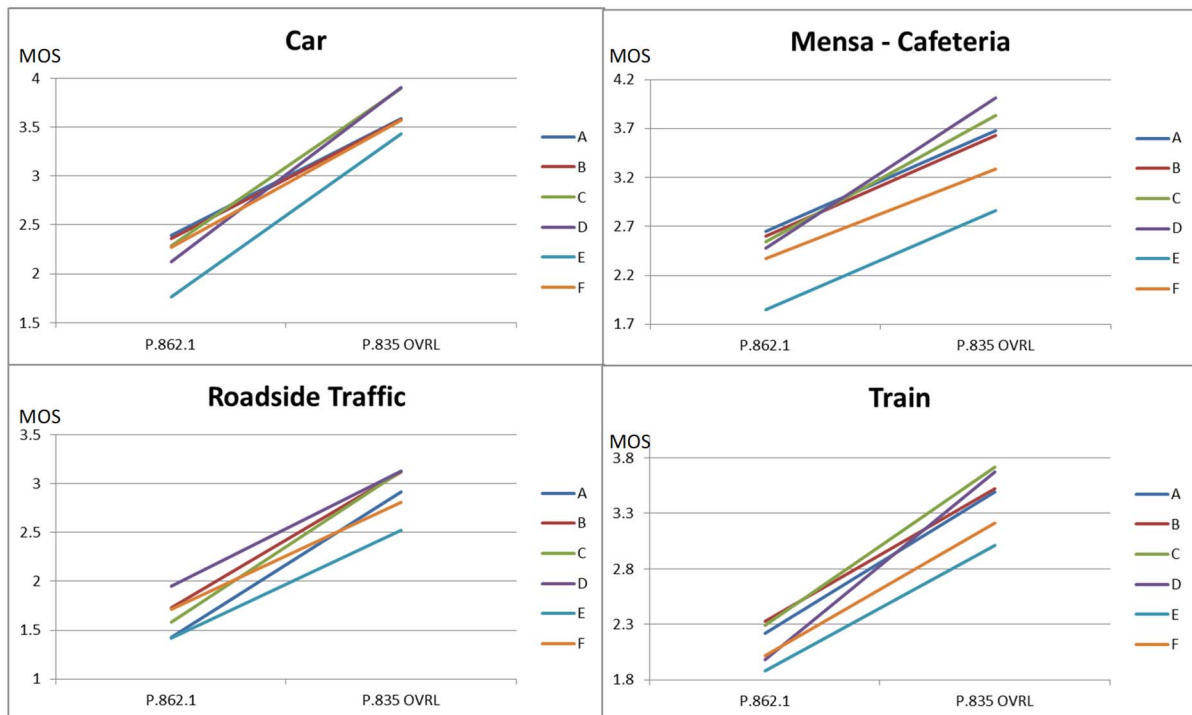 Car
MOS
4
3.5
3
2.5
2
1.5
P.862.1
P.835 OVRL
A
B
C
D
E
F
Mensa - Cafeteria
MOS
4.2
3.7
3.2
2.7
2.2
1.7
P.862.1
P.835 OVRL
A
B
C
D
E
F
Roadside Traffic
MOS
3.5
3
2.5
2
1.5
1
P.862.1
P.835 OVRL
A
B
C
D
E
F
Train
MOS
3.8
3.3
2.8
2.3
1.8
P.862.1
P.835 OVRL
A
B
C
D
E
F